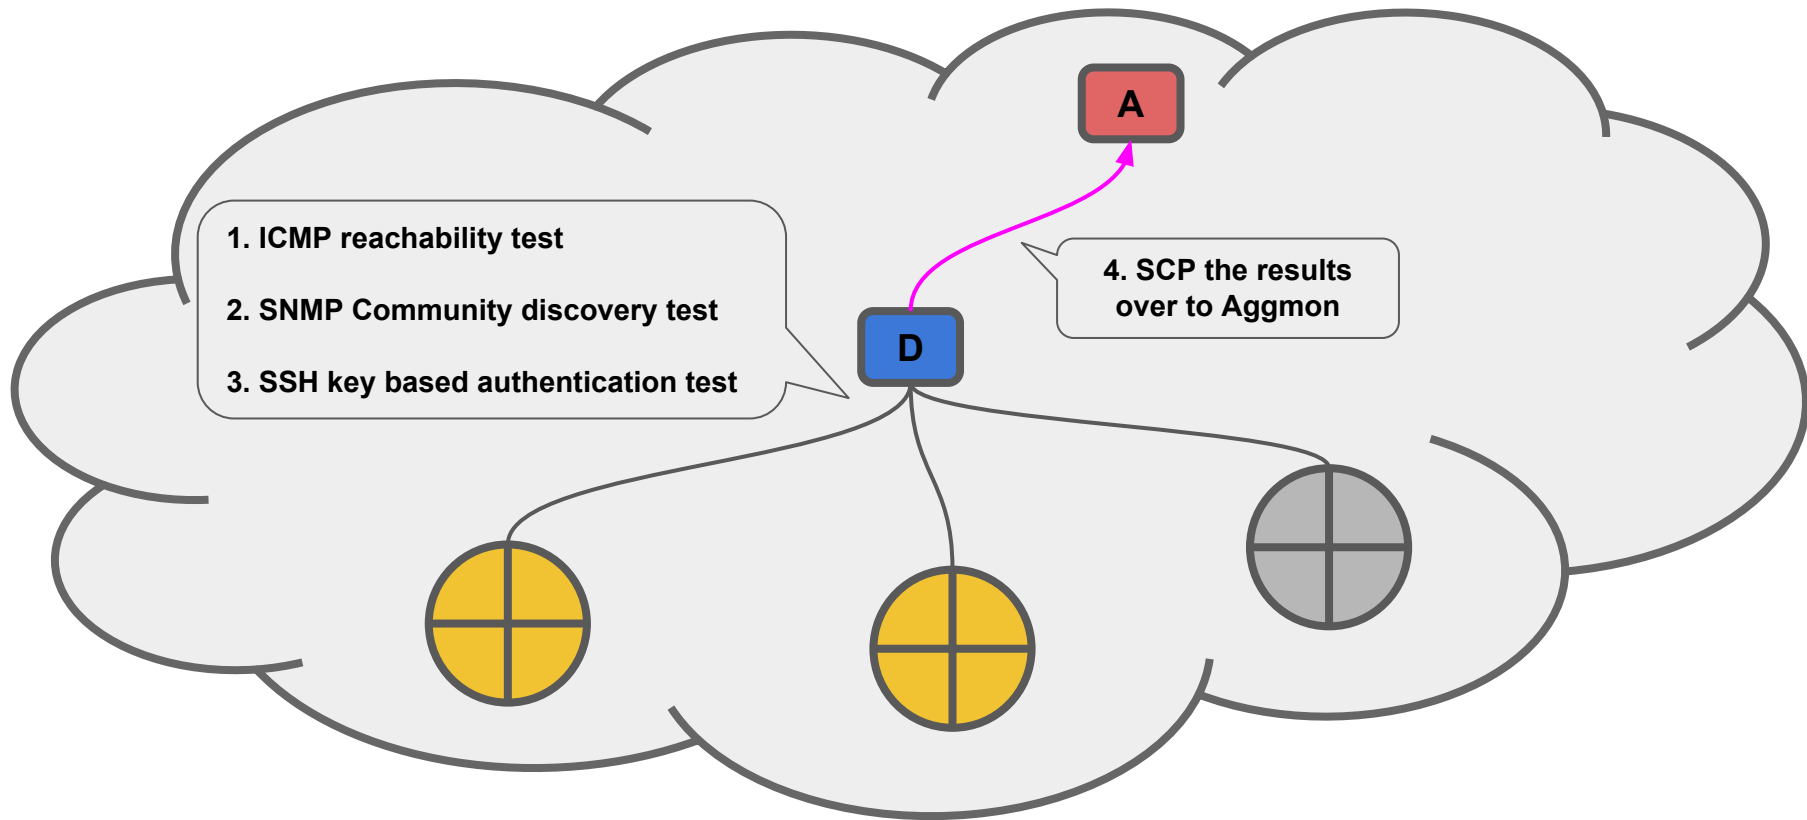 A
1. ICMP reachability test
2. SNMP Community discovery test
3. SSH key based authentication test
4. SCP the results
over to Aggmon
D